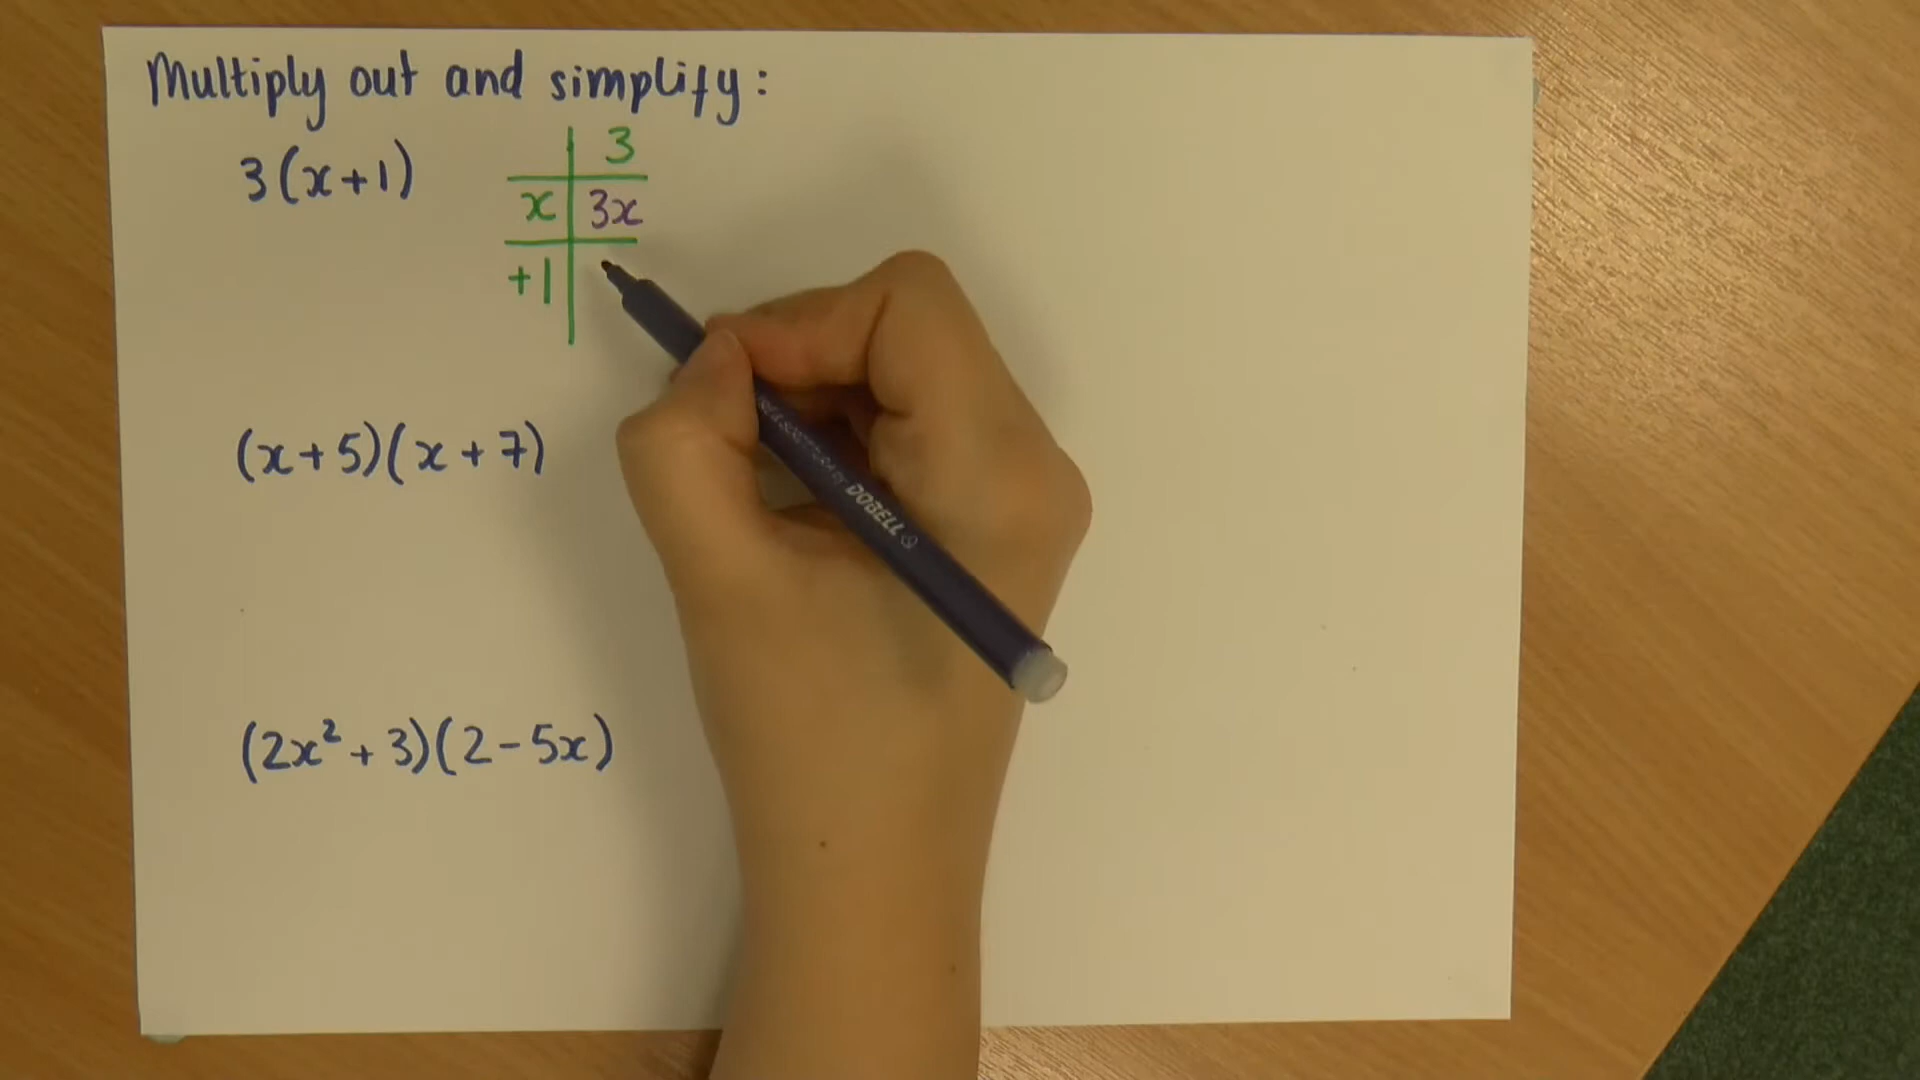 Multiply out and simplify:
3(x+1)
3
x 3x
+1
(x+5)(x+7)
DOBELL
(2x²+3)(2-5x)